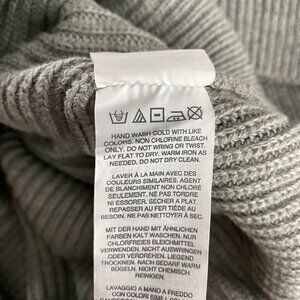 HAND WASH COLD WITH LIKE
COLORS. NON CHLORINE BLEACH
ONLY. DO NOT WRING OR TWIST.
LAY FLAT TO DRY. WARM IRON AS
NEEDED. DO NOT DRY CLEAN.
LAVER À LA MAIN AVEC DES
COULEURS SIMILAIRES. AGENT
DE BLANCHIMENT NON CHLORÉ
SEULEMENT. NE PAS TORDRE
NI ESSORER. SÉCHER À PLAT.
REPASSER AU FER TIÈDE AU
BESOIN. NE PAS NETTOYER À SEC.
MIT DER HAND MIT ÄHNLICHEN
FARBEN KALT WASCHEN. NUR
CHLORFREIES BLEICHMITTEL
VERWENDEN. NICHT AUSWRINGEN
ODER VERDREHEN. LIEGEND
TROCKNEN. NACH BEDARF WARM
BÜGELN. NICHT CHEMISCH
REINIGEN.
LAVAGGIO A MANO A FREDDO
CON COLORI SIMILI.